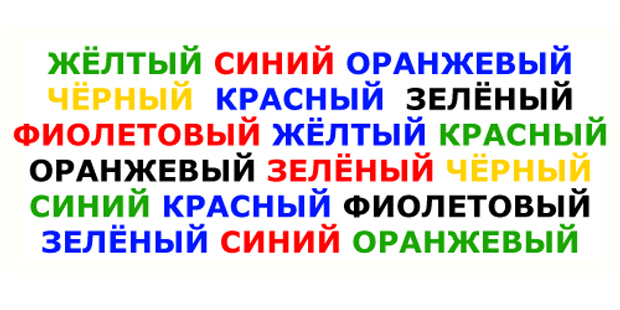 ЖЁЛТЫЙ СИНИЙ ОРАНЖЕВЫЙ
ЧЁРНЫЙ КРАСНЫЙ ЗЕЛЁНЫЙ
ФИОЛЕТОВЫЙ ЖЁЛТЫЙ КРАСНЫЙ
ОРАНЖЕВЫЙ ЗЕЛЁНЫЙ ЧЁРНЫЙ
СИНИЙ КРАСНЫЙ ФИОЛЕТОВЫЙ
ЗЕЛЁНЫЙ СИНИЙ ОРАНЖЕВЫЙ